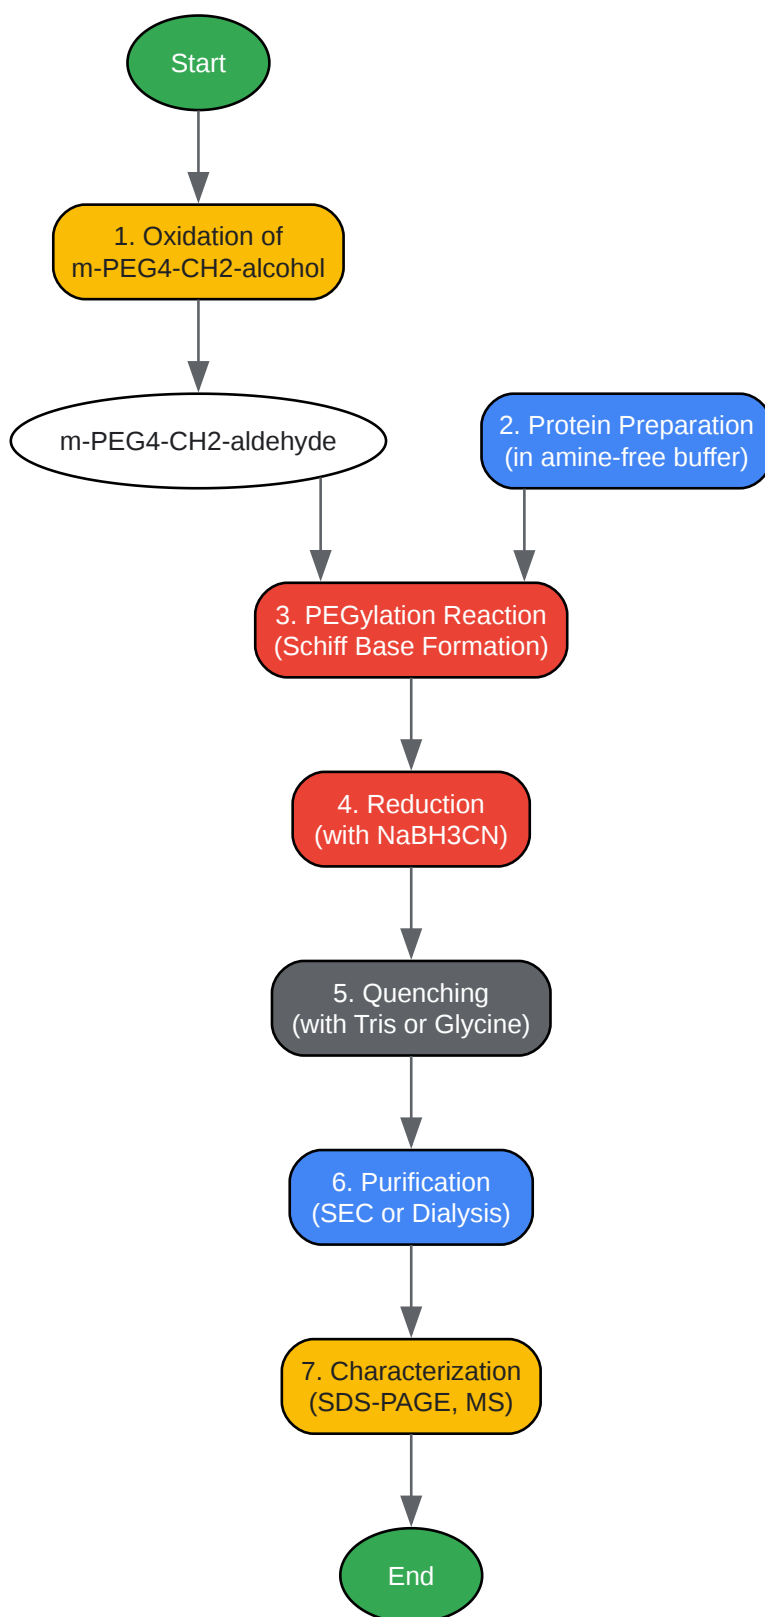 Start
1. Oxidation of
m-PEG4-CH2-alcohol
m-PEG4-CH2-aldehyde
2. Protein Preparation
(in amine-free buffer)
3. PEGylation Reaction
(Schiff Base Formation)
4. Reduction
(with NaBH3CN)
5. Quenching
(with Tris or Glycine)
6. Purification
(SEC or Dialysis)
7. Characterization
(SDS-PAGE, MS)
End